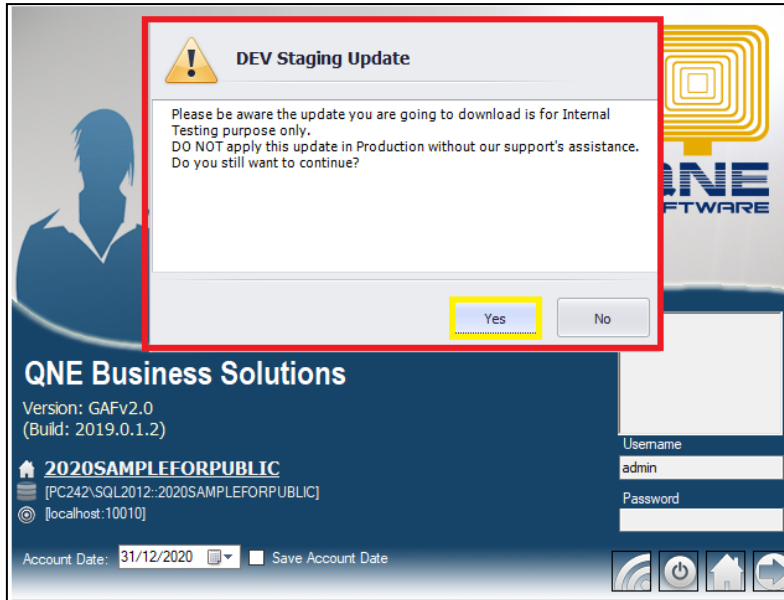 DEV Staging Update
Please be aware the update you are going to download is for Internal
Testing purpose only.
DO NOT apply this update in Production without our support's assistance.
Do you still want to continue?
Yes
No
QNE Business Solutions
Version: GAFv2.0
(Build: 2019.0.1.2)
2020SAMPLEFORPUBLIC
[PC242\SQL2012::2020SAMPLEFORPUBLIC]
[localhost:10010]
Username
admin
Password
Account Date: 31/12/2020
Save Account Date